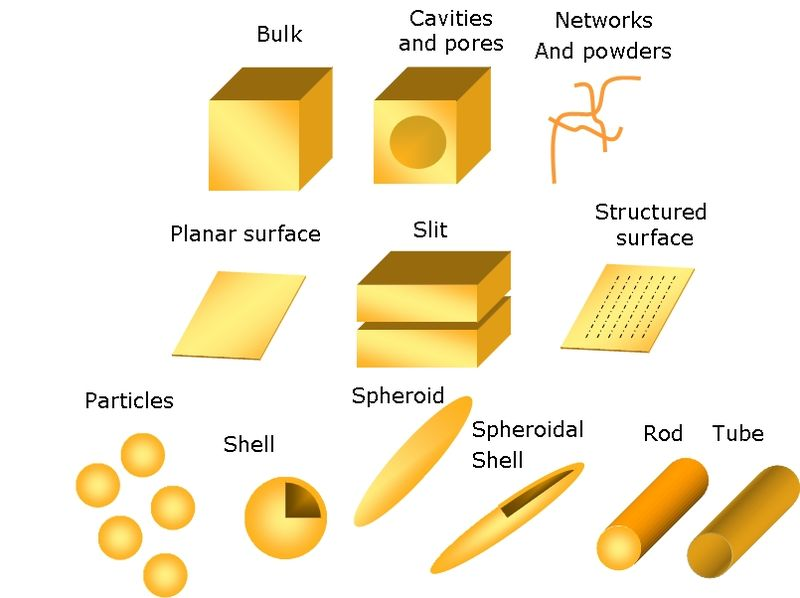 Bulk
Cavities
and pores
Networks
And powders
Planar surface
Slit
Structured
surface
Particles
Shell
Spheroid
Spheroidal
Shell
Rod
Tube